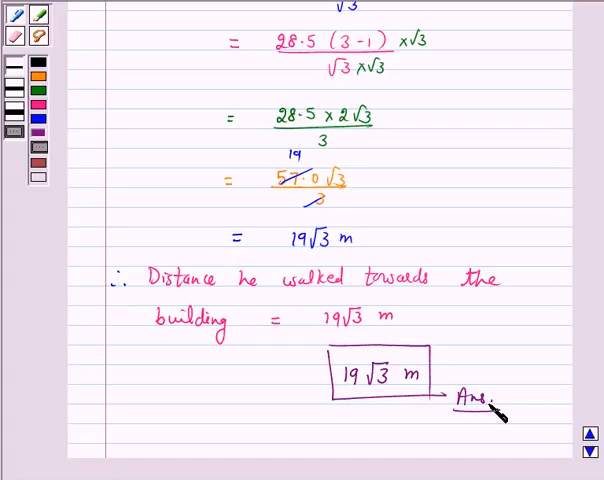 √3
= 28.5 (3-1) ×√3
√3 ×√3
= 28.5 × 2√3
3
19
= 57.0 √3
3
= 19√3 m
∴ Distance he walked towards the
building = 19√3 m
19 √3 m
Ans.